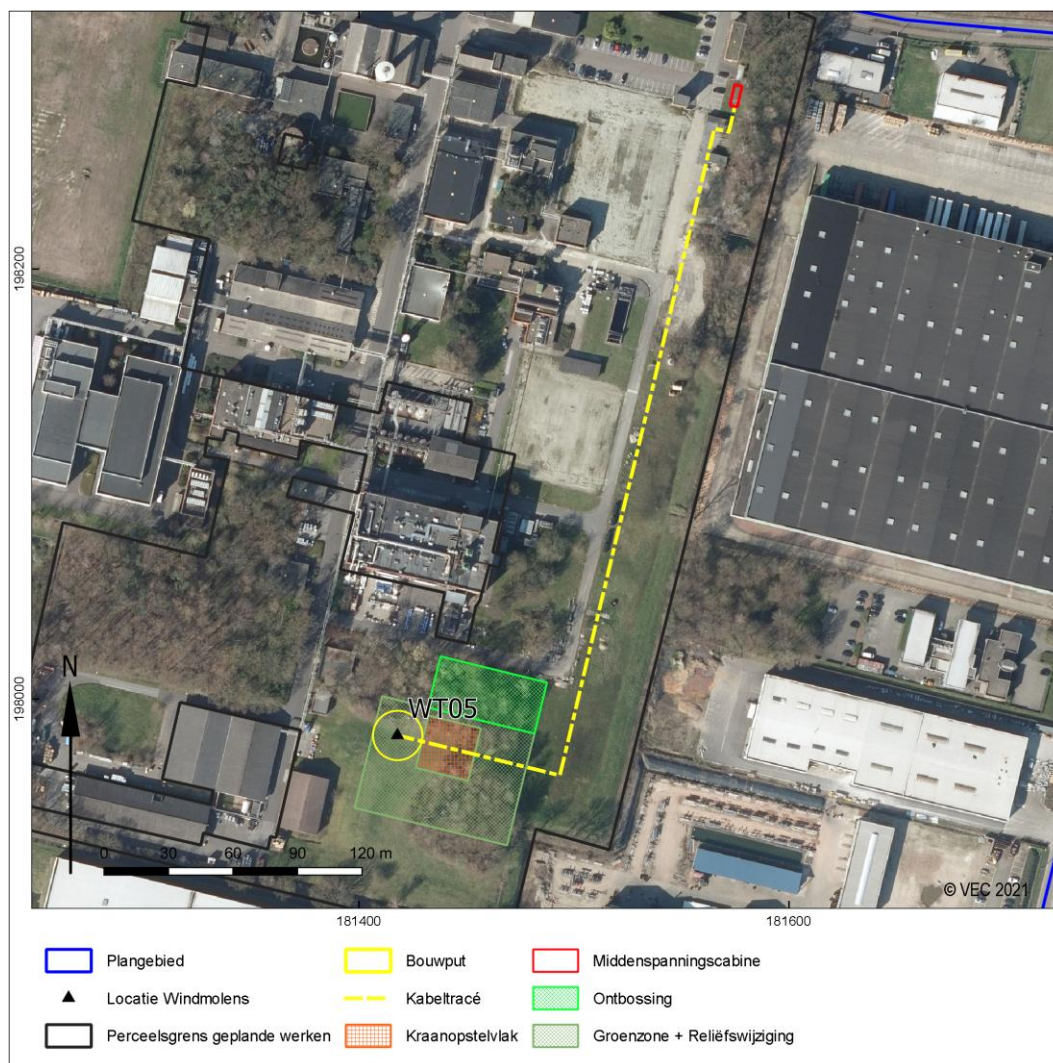 198200
198000
N
WT05
0 30 60 90 120 m
© VEC 2021
181400 181600
Plangebied
Bouwput
Middenspanningscabine
Locatie Windmolens
Kabeltracé
Ontbossing
Perceelsgrens geplande werken
Kraanopstelvlak
Groenzone + Reliëfswijziging